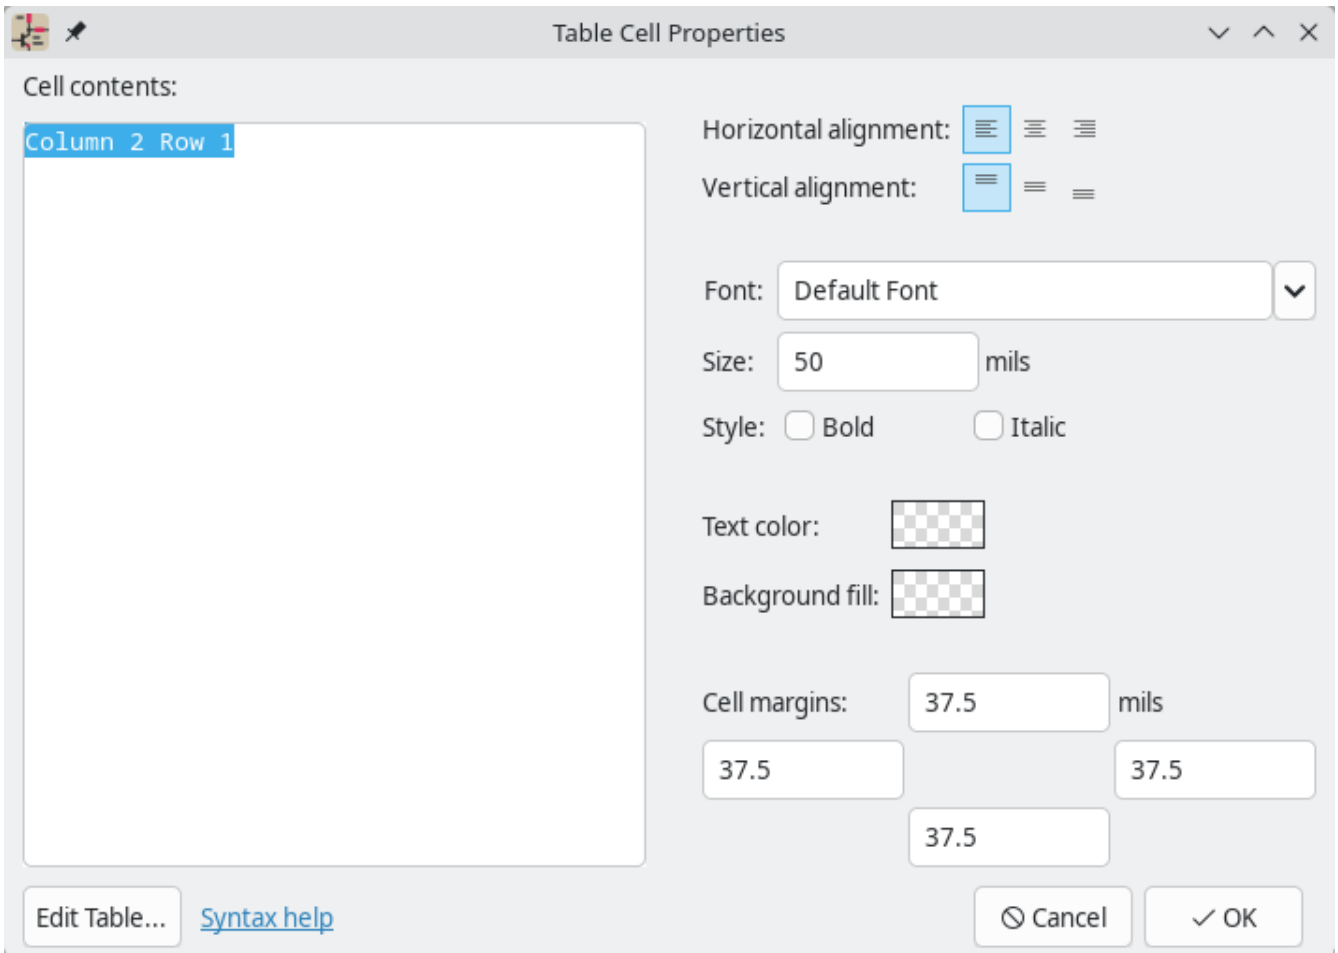 Table Cell Properties
Cell contents:
Column 2 Row 1
Horizontal alignment:
Vertical alignment:
Font: Default Font
Size: 50 mils
Style: Bold Italic
Text color:
Background fill:
Cell margins: 37.5 mils
37.5 37.5
37.5
Edit Table... Syntax help Cancel OK